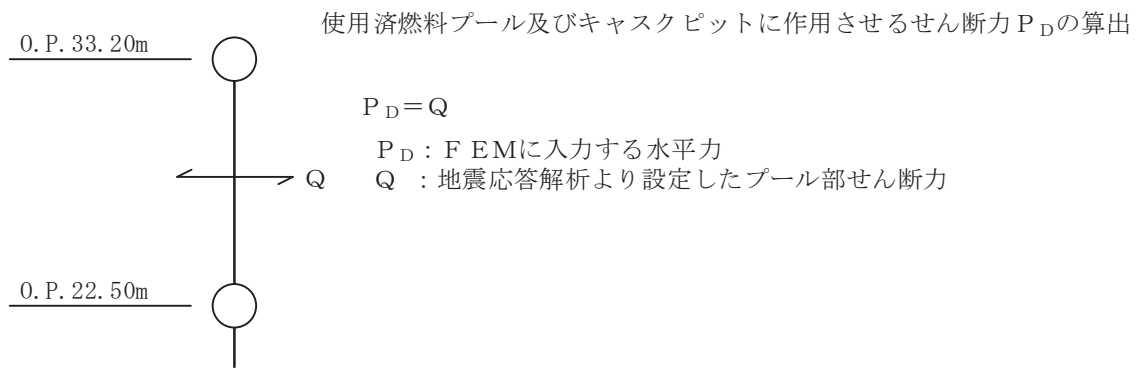 使用済燃料プール及びキャスクピットに作用させるせん断力ＰDの算出
O.P.33.20m
ＰD＝Ｑ
ＰD：ＦＥＭに入力する水平力
Ｑ　Ｑ　：地震応答解析より設定したプール部せん断力
O.P.22.50m